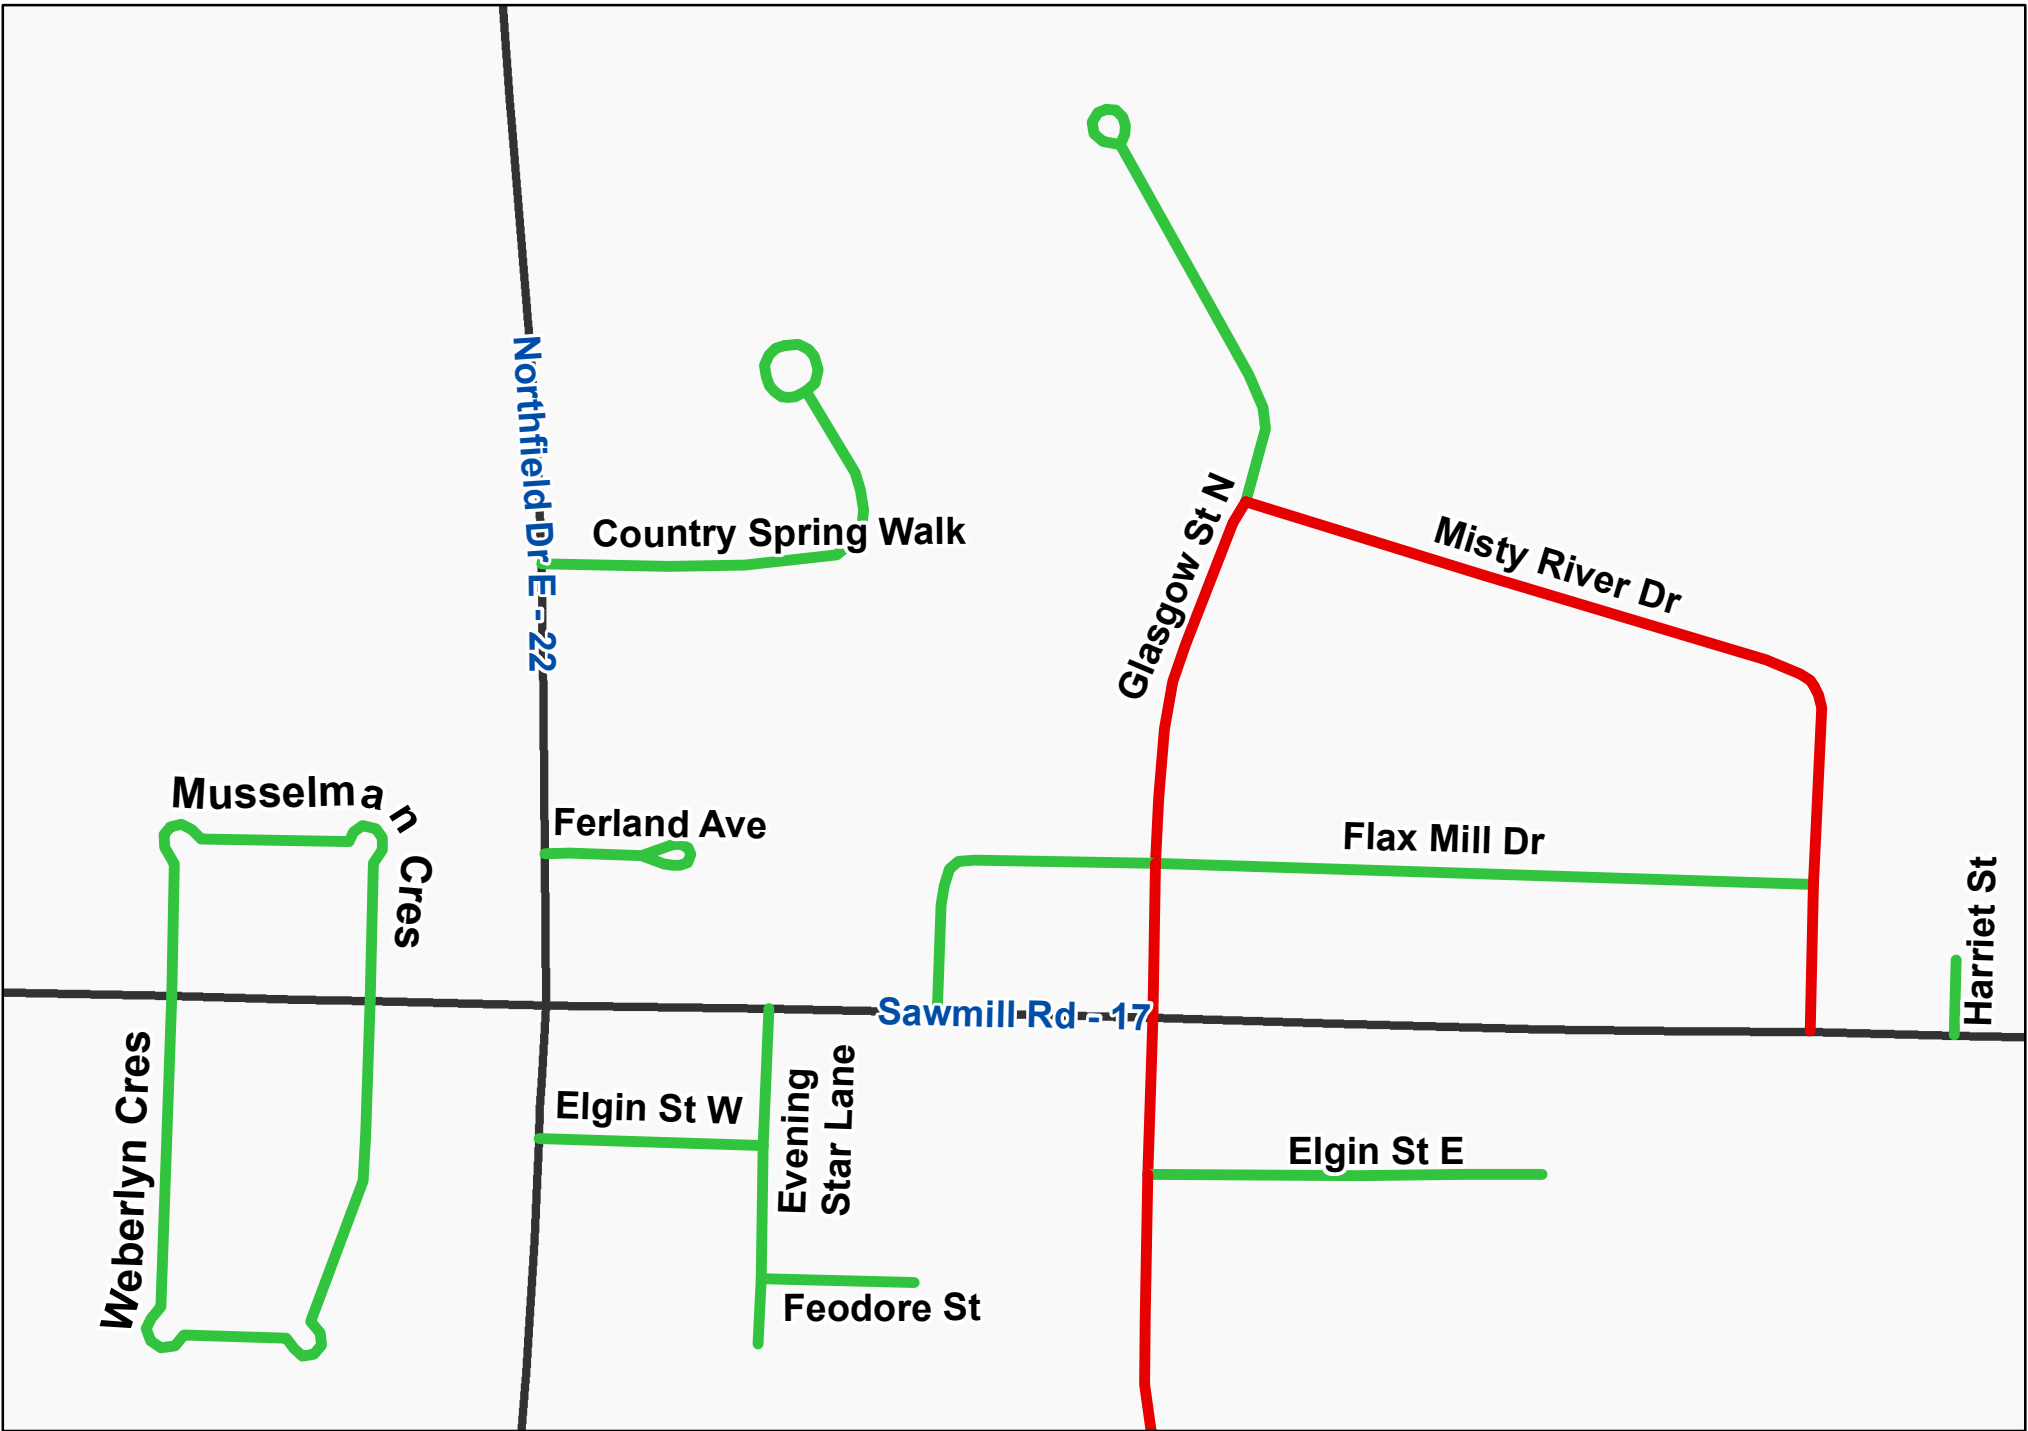 Glasgow St N
Northfield Dr E - 22
Country Spring Walk
Misty River Dr
Musselman Cres
Ferland Ave
Flax Mill Dr
Harriet St
Sawmill Rd - 17
Weberlyn Cres
Elgin St W
Evening
Star Lane
Elgin St E
Feodore St